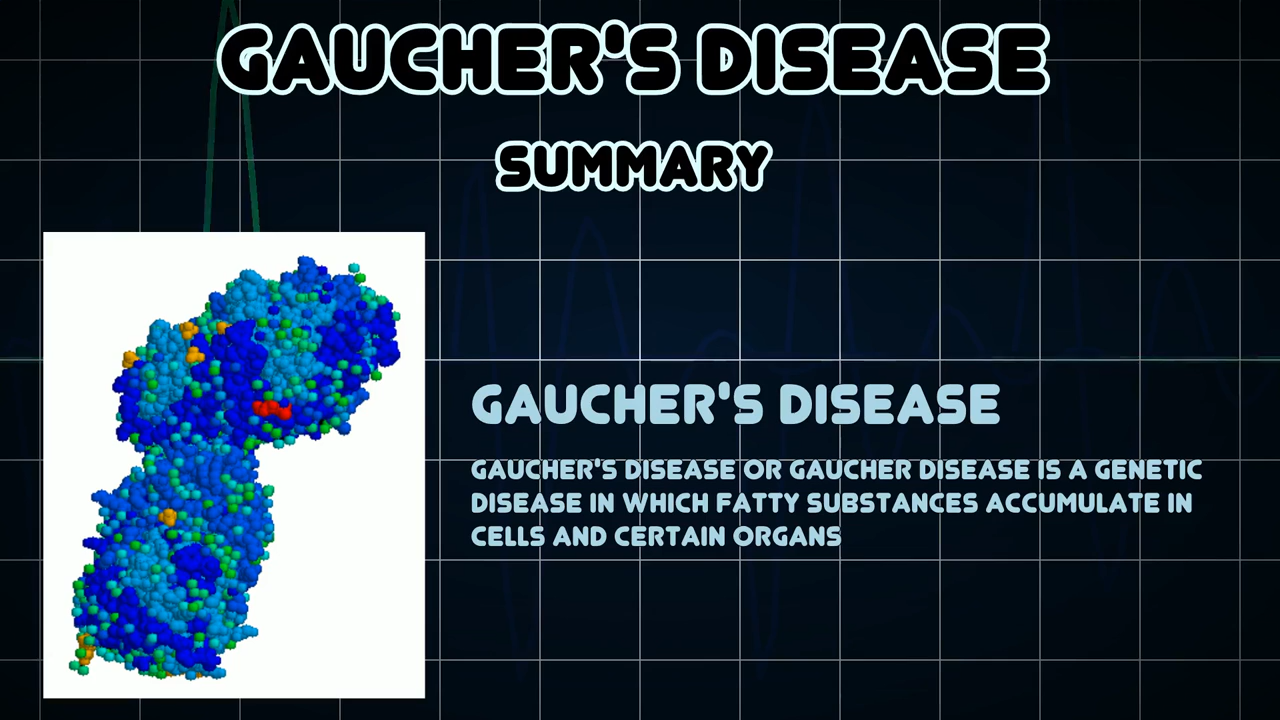 GAUCHER'S DISEASE
SUMMARY
GAUCHER'S DISEASE
GAUCHER'S DISEASE OR GAUCHER DISEASE IS A GENETIC
DISEASE IN WHICH FATTY SUBSTANCES ACCUMULATE IN
CELLS AND CERTAIN ORGANS